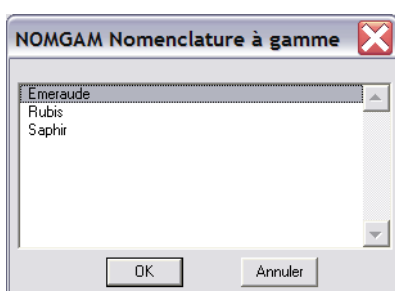 NOMGAM Nomenclature à gamme
Emeraude
Rubis
Saphir
OK Annuler